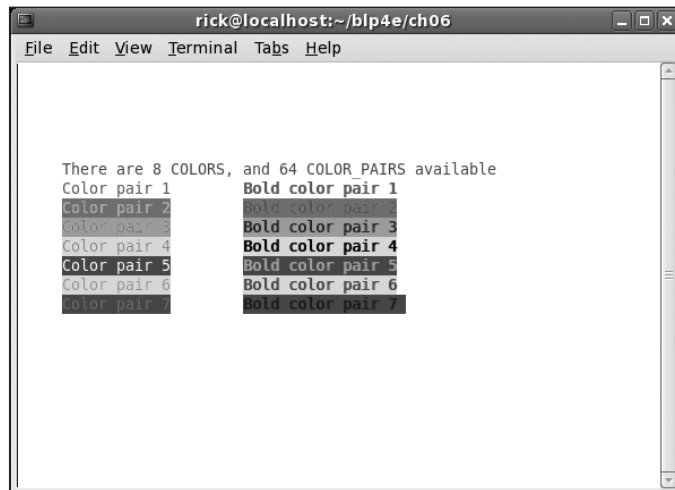 rick@localhost:~/blp4e/ch06
File Edit View Terminal Tabs Help
There are 8 COLORS, and 64 COLOR_PAIRS available
Color pair 1 Bold color pair 1
Color pair 2 Bold color pair 2
Color pair 3 Bold color pair 3
Color pair 4 Bold color pair 4
Color pair 5 Bold color pair 5
Color pair 6 Bold color pair 6
Color pair 7 Bold color pair 7